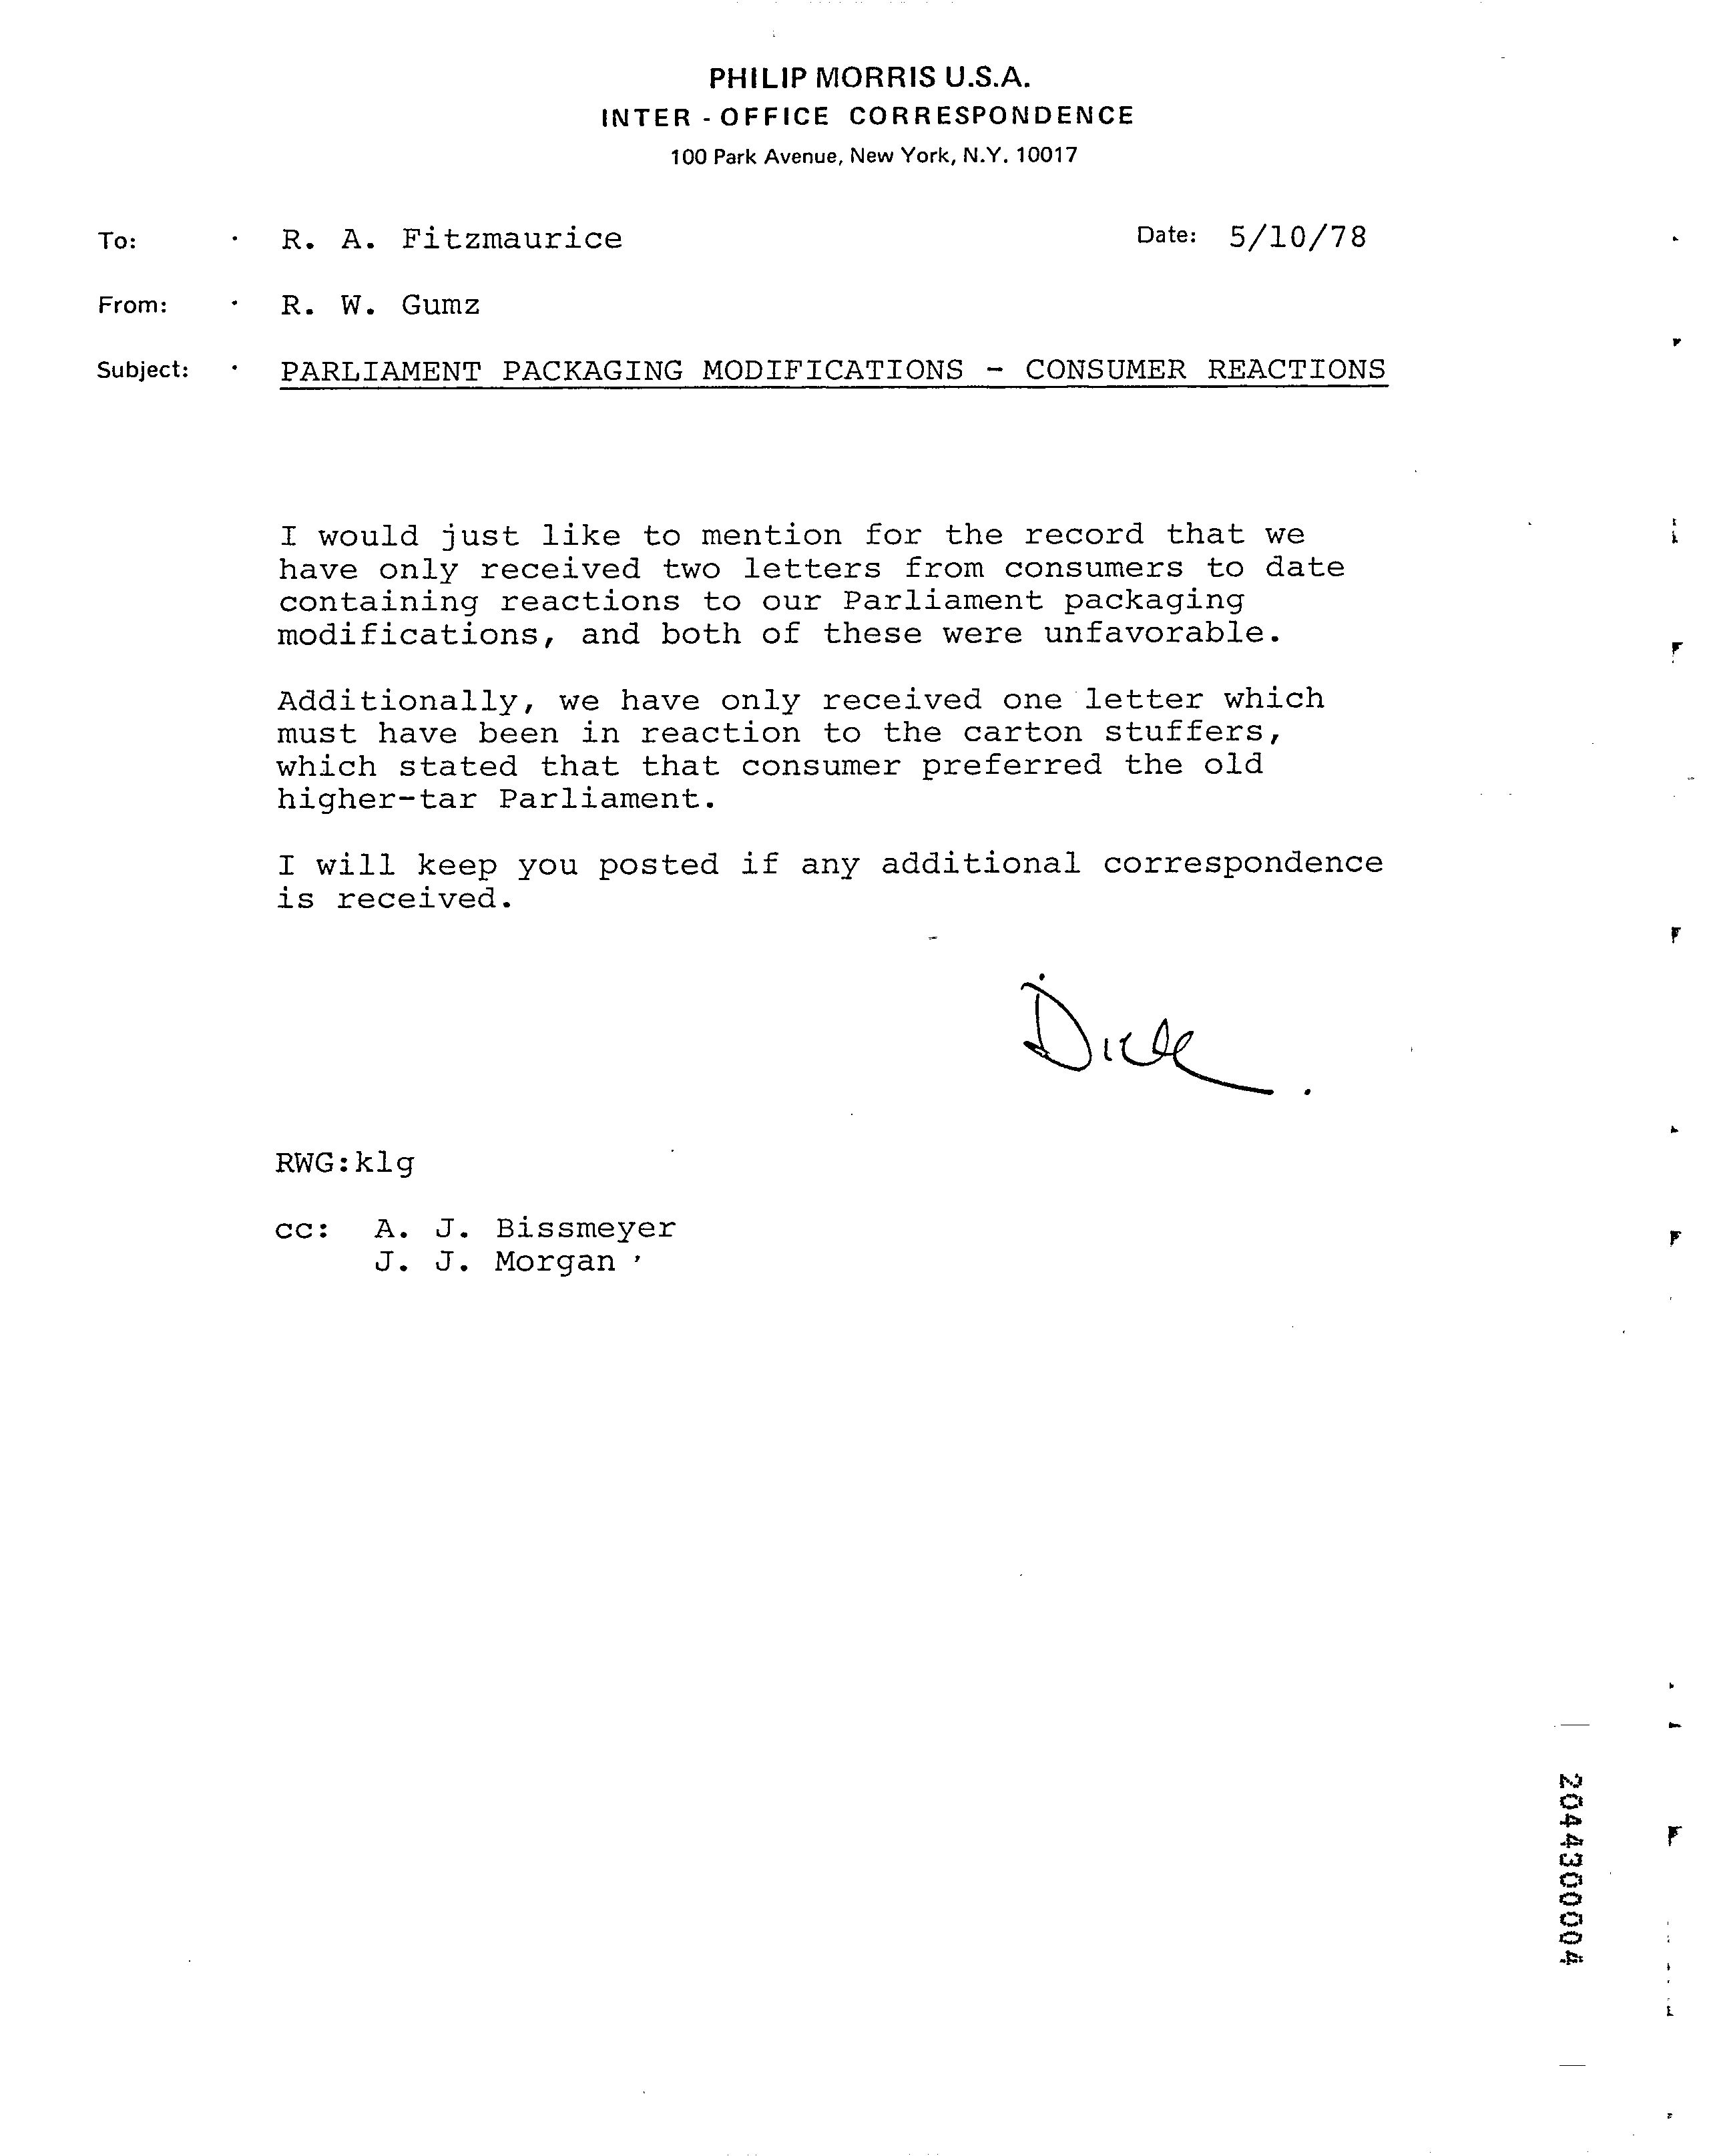 PHILIP MORRIS U.S.A.
INTER - OFFICE CORRESPONDENCE
100 Park Avenue, New York, N.Y. 10017
To: R. A. Fitzmaurice Date: 5/10/78
From: R. W. Gumz
Subject: PARLIAMENT PACKAGING MODIFICATIONS - CONSUMER REACTIONS
I would just like to mention for the record that we
have only received two letters from consumers to date
containing reactions to our Parliament packaging
modifications, and both of these were unfavorable.
Additionally, we have only received one letter which
must have been in reaction to the carton stuffers,
which stated that that consumer preferred the old
higher-tar Parliament.
I will keep you posted if any additional correspondence
is received.
Dick
RWG:klg
cc: A. J. Bissmeyer
J. J. Morgan
2044300004